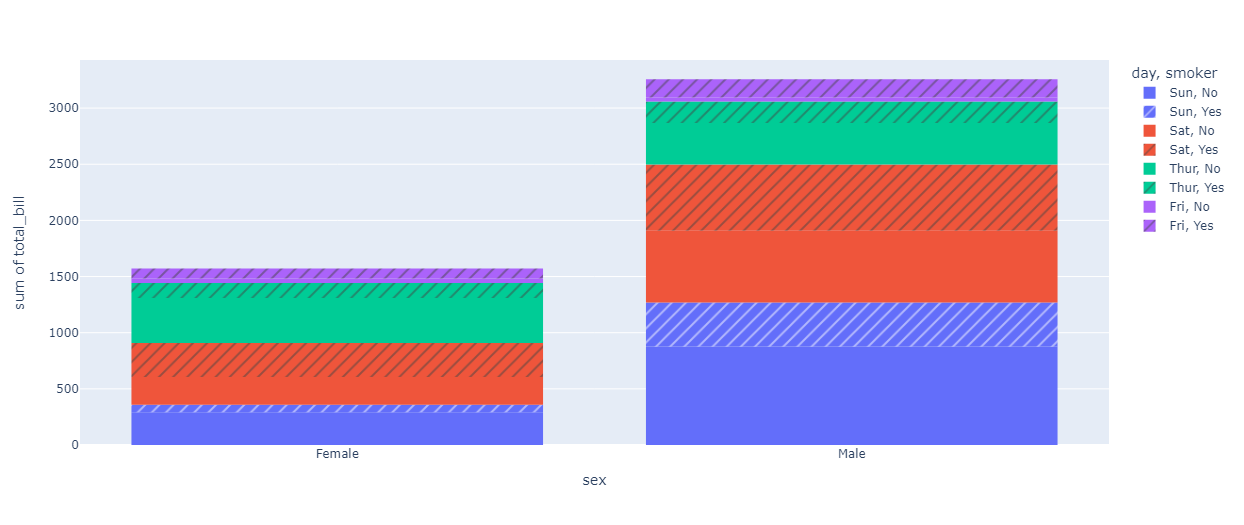 day, smoker
Sun, No
Sun, Yes
Sat, No
Sat, Yes
Thur, No
Thur, Yes
Fri, No
Fri, Yes
3000
2500
2000
1500
1000
500
0
sum of total_bill
Female
Male
sex